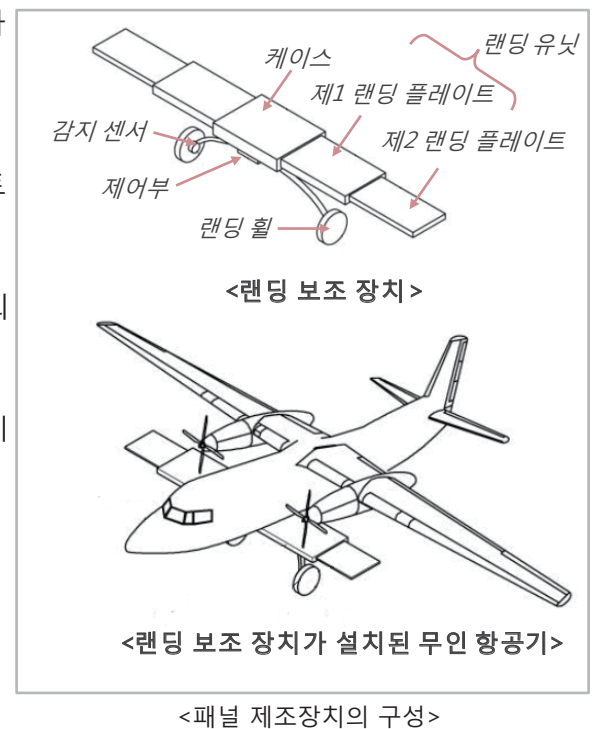 랜딩 유닛
케이스
제1 랜딩 플레이트
감지 센서
제2 랜딩 플레이트
제어부
랜딩 휠
<랜딩 보조 장치>
<랜딩 보조 장치가 설치된 무인 항공기>
<패널 제조장치의 구성>